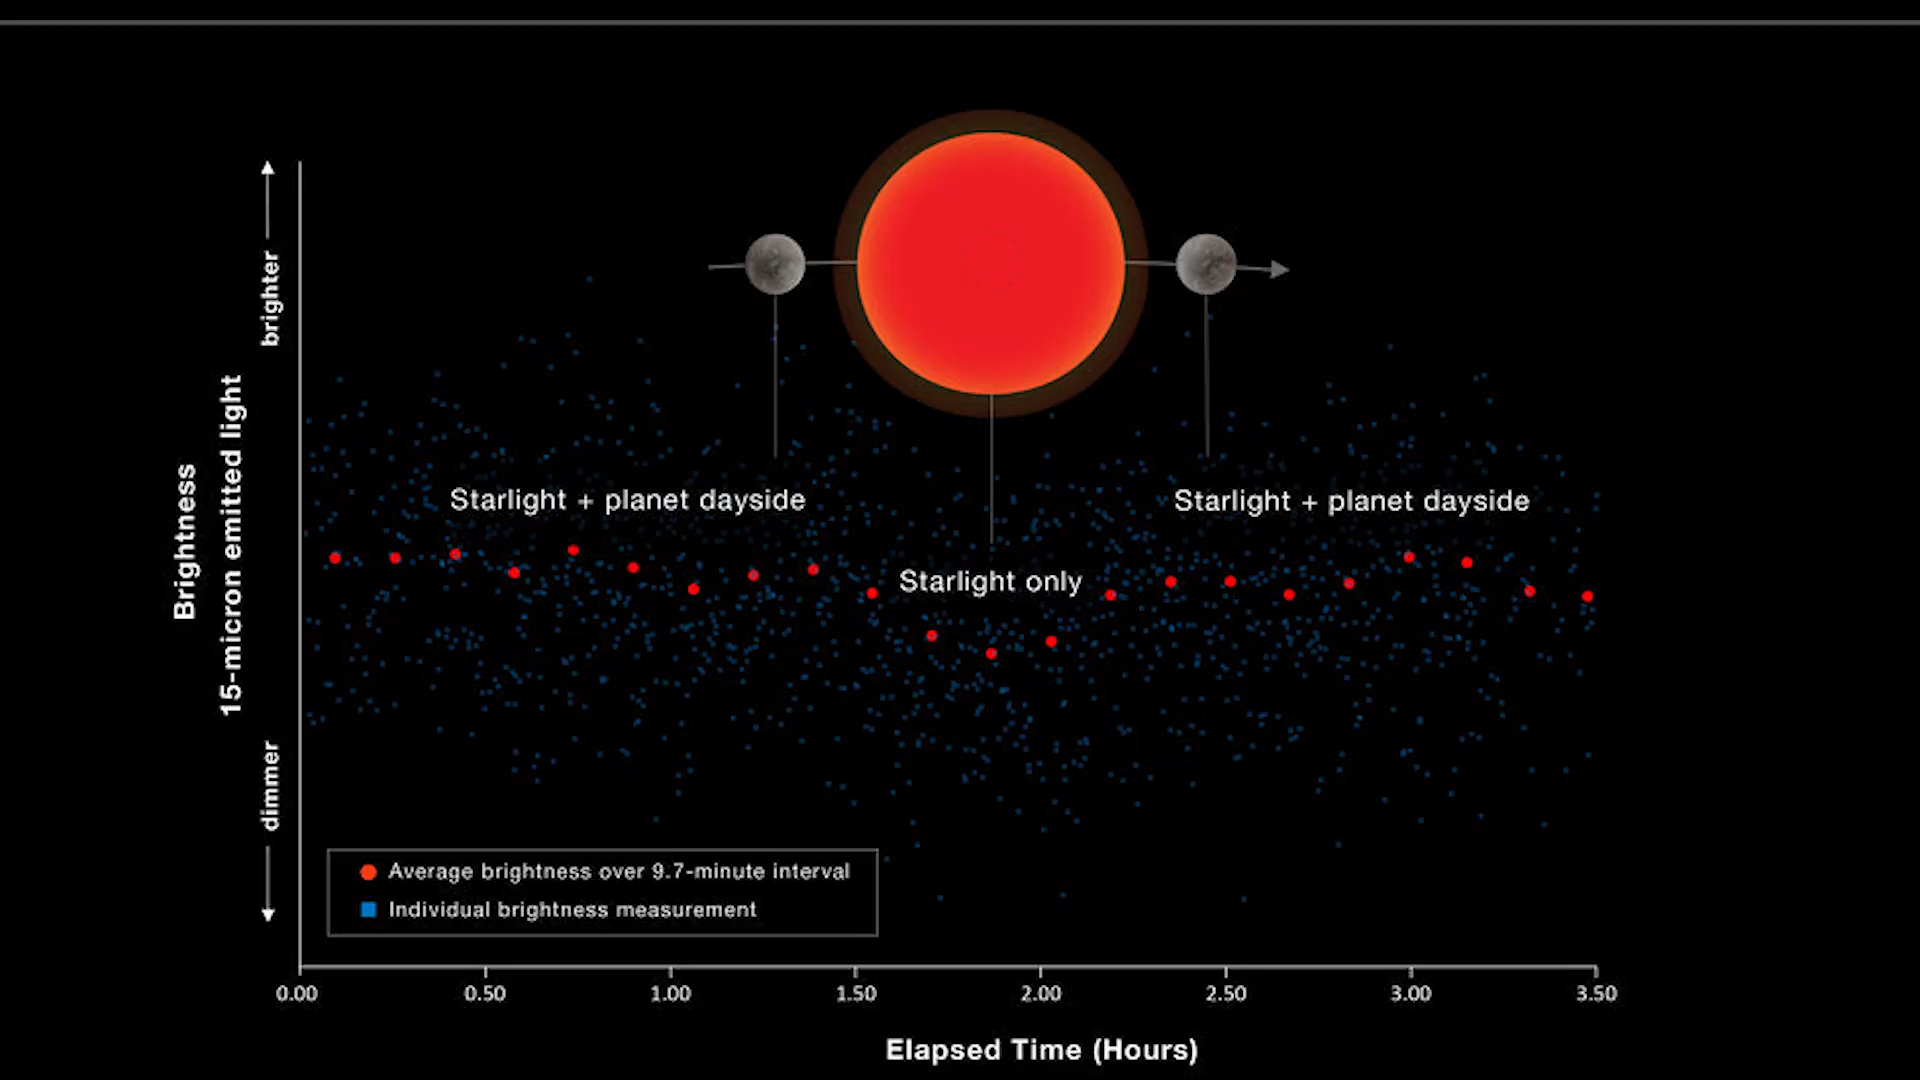 brighter
Brightness
15-micron emitted light
dimmer
Starlight + planet dayside
Starlight + planet dayside
Starlight only
Average brightness over 9.7-minute interval
Individual brightness measurement
0.00 0.50 1.00 1.50 2.00 2.50 3.00 3.50
Elapsed Time (Hours)